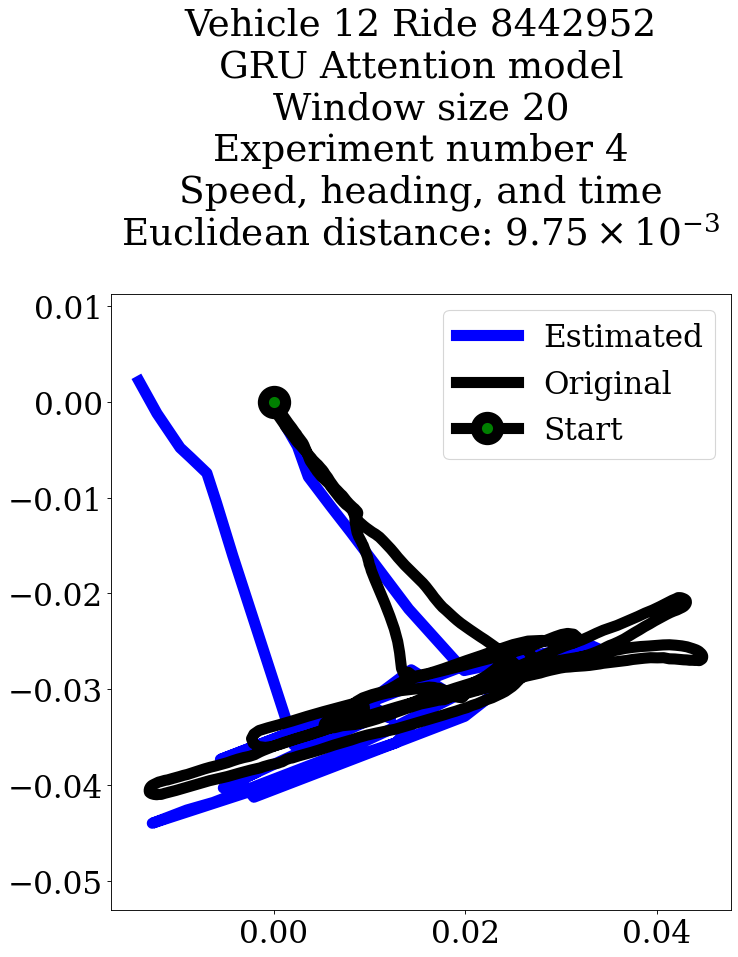 Vehicle 12 Ride 8442952
GRU Attention model
Window size 20
Experiment number 4
Speed, heading, and time
Euclidean distance: 9.75 × 10⁻³
Estimated
Original
Start
0.01
0.00
−0.01
−0.02
−0.03
−0.04
−0.05
0.00 0.02 0.04